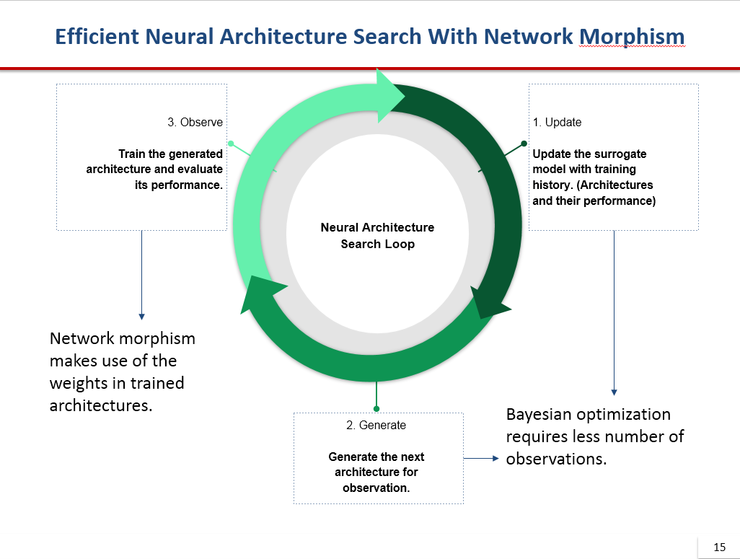 Efficient Neural Architecture Search With Network Morphism
3. Observe
Train the generated
architecture and evaluate
its performance.
1. Update
Update the surrogate
model with training
history. (Architectures
and their performance)
Neural Architecture
Search Loop
Network morphism
makes use of the
weights in trained
architectures.
2. Generate
Generate the next
architecture for
observation.
Bayesian optimization
requires less number of
observations.
15